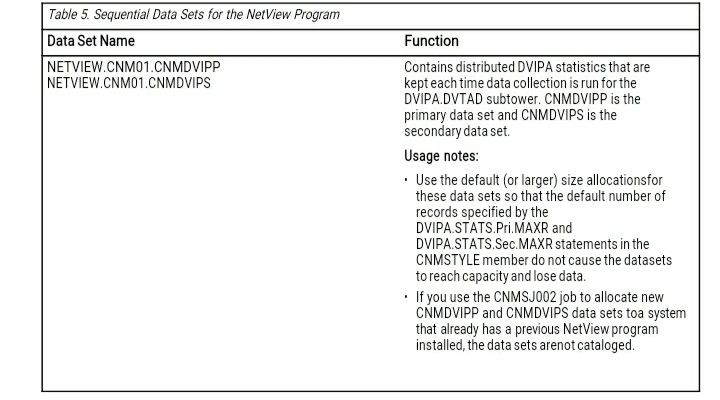 Table 5. Sequential Data Sets for the NetView Program
Data Set Name Function
NETVIEW.CNM01.CNMDVIPP
NETVIEW.CNM01.CNMDVIPS
Contains distributed DVIPA statistics that are
kept each time data collection is run for the
DVIPA.DVTAD subtower. CNMDVIPP is the
primary data set and CNMDVIPS is the
secondary data set.
Usage notes:
• Use the default (or larger) size allocationsfor
these data sets so that the default number of
records specified by the
DVIPA.STATS.Pri.MAXR and
DVIPA.STATS.Sec.MAXR statements in the
CNMSTYLE member do not cause the datasets
to reach capacity and lose data.
• If you use the CNMSJ002 job to allocate new
CNMDVIPP and CNMDVIPS data sets toa system
that already has a previous NetView program
installed, the data sets arenot cataloged.